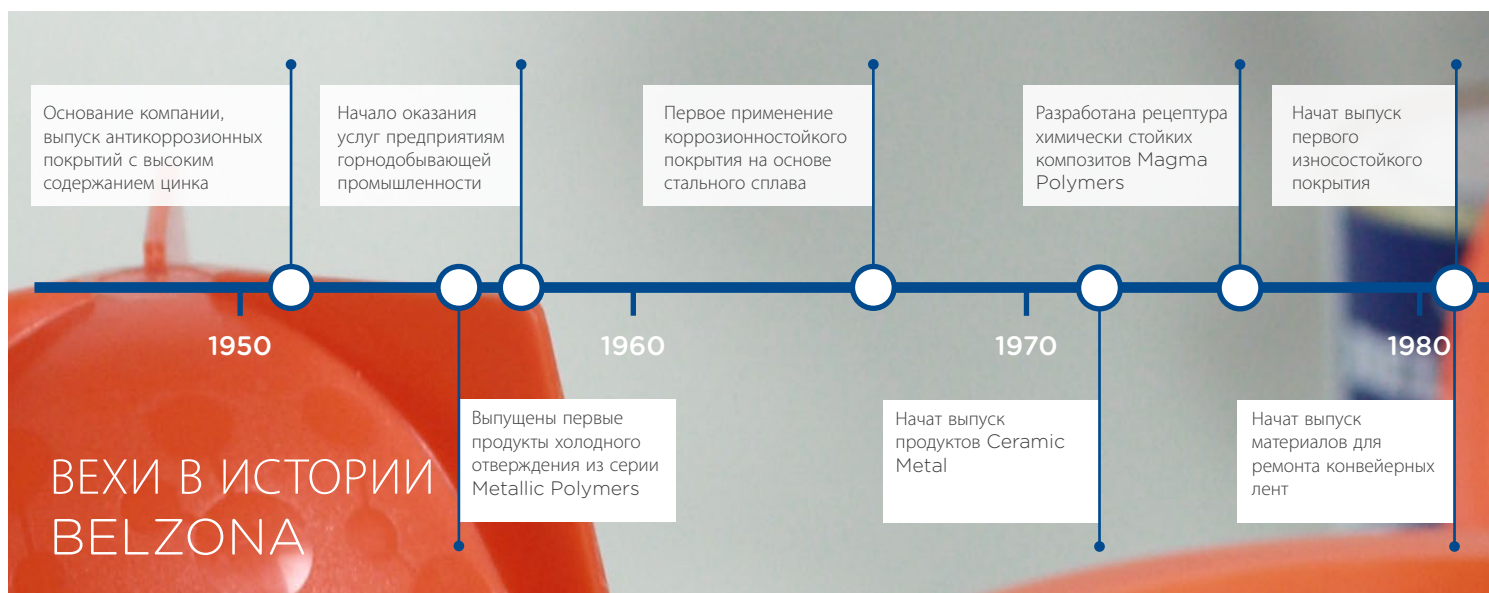 Основание компании,
выпуск антикоррозионных
покрытий с высоким
содержанием цинка
Начало оказания
услуг предприятиям
горнодобывающей
промышленности
Первое применение
коррозионностойкого
покрытия на основе
стального сплава
Разработана рецептура
химически стойких
композитов Magma
Polymers
Начат выпуск
первого
износостойкого
покрытия
1950
1960
1970
1980
Выпущены первые
продукты холодного
отверждения из серии
Metallic Polymers
Начат выпуск
продуктов Ceramic
Metal
Начат выпуск
материалов для
ремонта конвейерных
лент
ВЕХИ В ИСТОРИИ
BELZONA